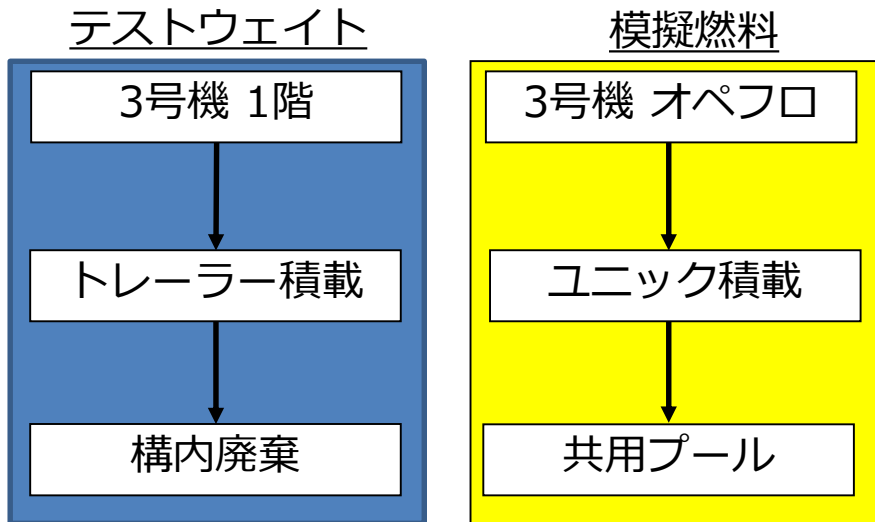 テストウェイト
3号機 1階
トレーラー積載
構内廃棄
模擬燃料
3号機 オペフロ
ユニック積載
共用プール